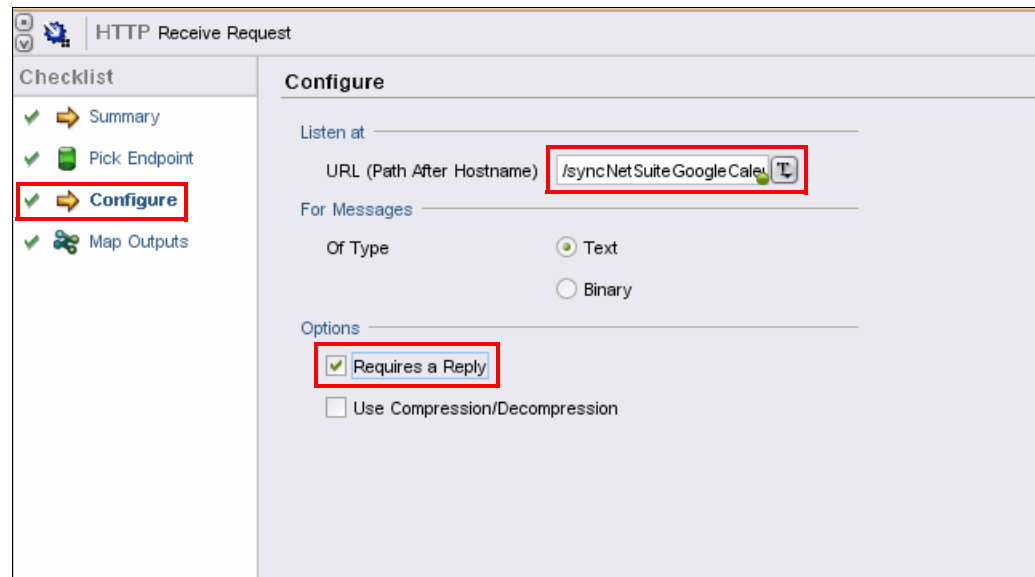 HTTP Receive Request
Checklist
Summary
Pick Endpoint
Configure
Map Outputs
Configure
Listen at
URL (Path After Hostname) /syncNetSuiteGoogleCale
For Messages
Of Type
Text
Binary
Options
Requires a Reply
Use Compression/Decompression